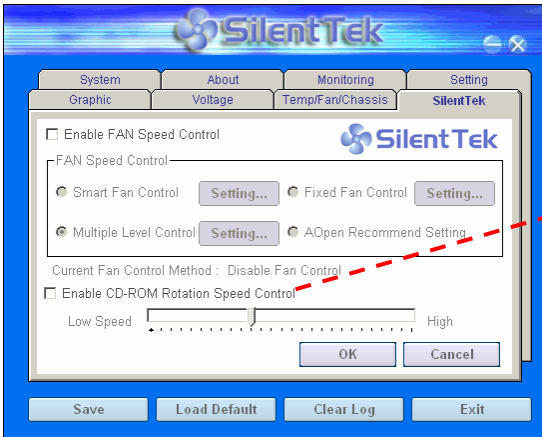 SilentTek
System About Monitoring Setting
Graphic Voltage Temp/Fan/Chassis SilentTek
Enable FAN Speed Control SilentTek
FAN Speed Control
Smart Fan Control Setting... Fixed Fan Control Setting...
Multiple Level Control Setting... AOpen Recommend Setting
Current Fan Control Method : Disable Fan Control
Enable CD-ROM Rotation Speed Control
Low Speed High
OK Cancel
Save Load Default Clear Log Exit